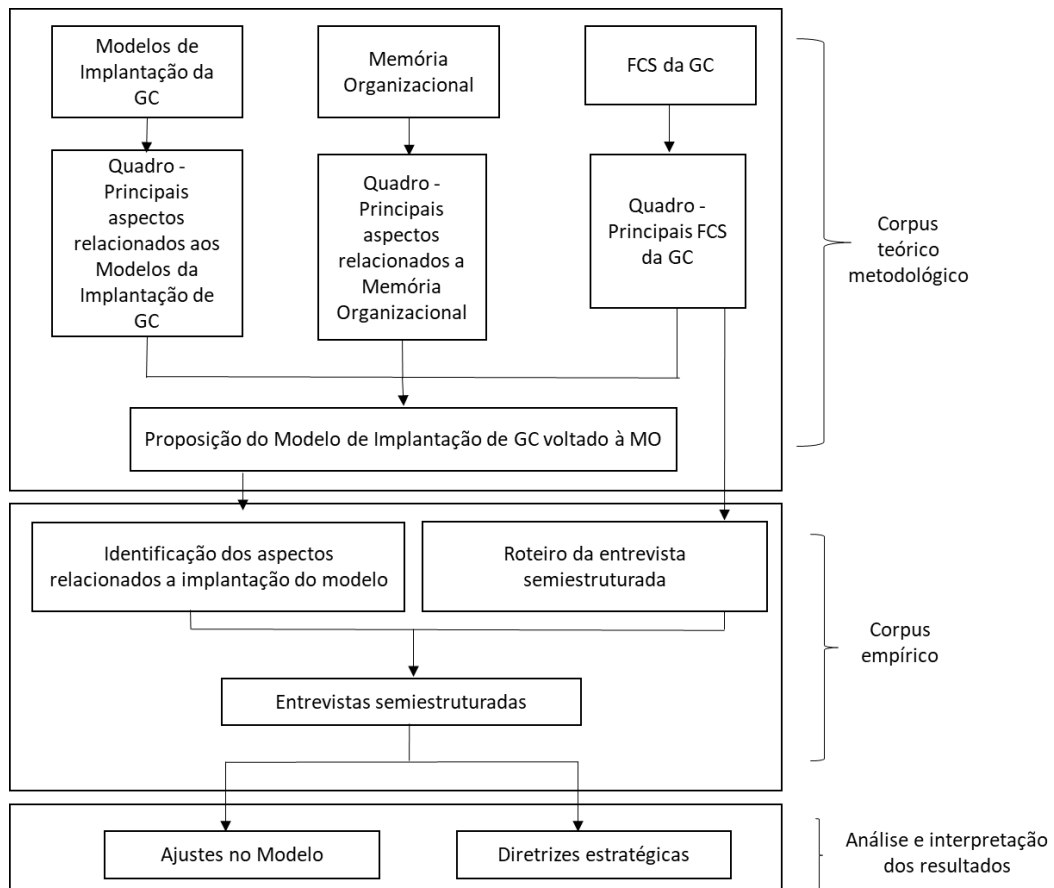 Modelos de
Implantação da
GC
Memória
Organizacional
FCS da GC
Quadro -
Principais
aspectos
relacionados aos
Modelos da
Implantação de
GC
Quadro -
Principais
aspectos
relacionados a
Memória
Organizacional
Quadro -
Principais FCS
da GC
Corpus
teórico
metodológico
Proposição do Modelo de Implantação de GC voltado à MO
Identificação dos aspectos
relacionados a implantação do modelo
Roteiro da entrevista
semiestruturada
Corpus
empírico
Entrevistas semiestruturadas
Ajustes no Modelo
Diretrizes estratégicas
Análise e interpretação
dos resultados